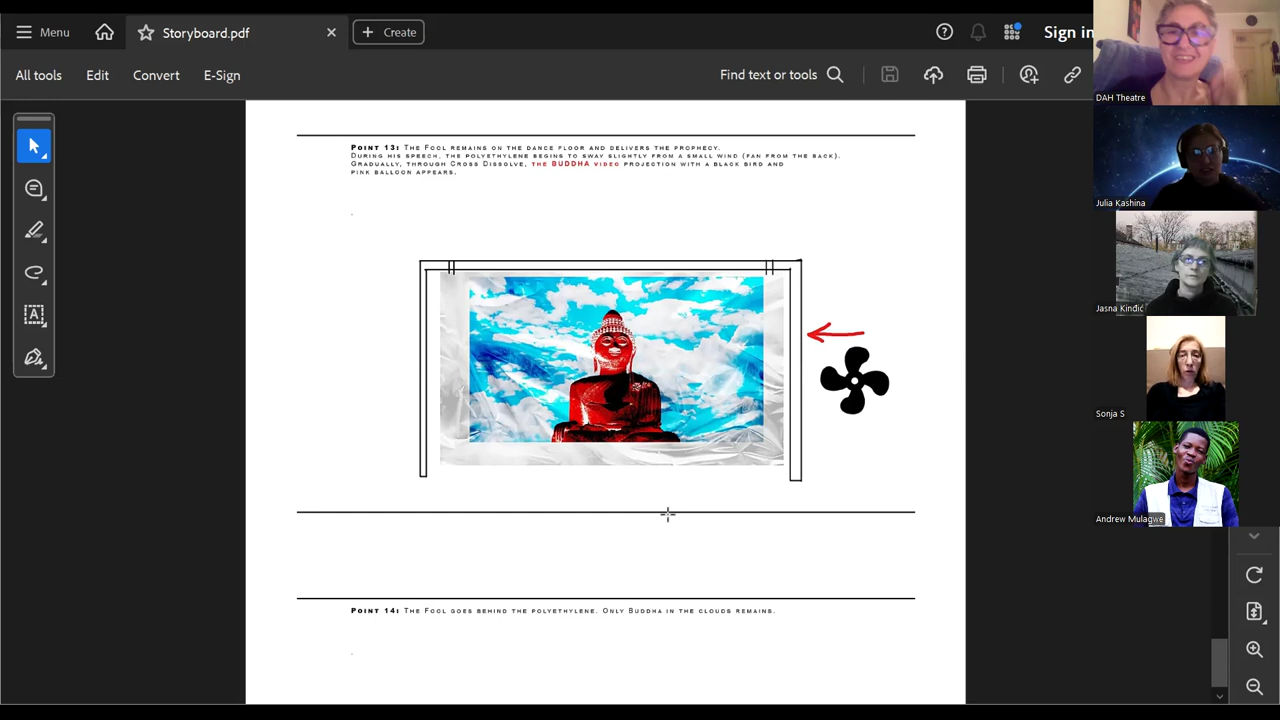 Menu
Storyboard.pdf
Create
Sign in
All tools
Edit
Convert
E-Sign
Find text or tools
DAH Theatre
Julia Kashina
Jasna Kinđić
Sonja S
Andrew Mulagwe
POINT 13: THE FOOL REMAINS ON THE DANCE FLOOR AND DELIVERS THE PROPHECY.
DURING HIS SPEECH, THE POLYETHYLENE BEGINS TO SWAY SLIGHTLY FROM A SMALL WIND (FAN FROM THE BACK).
GRADUALLY, THROUGH CROSS DISSOLVE, THE BUDDHA VIDEO PROJECTION WITH A BLACK BIRD AND
PINK BALLOON APPEARS.
POINT 14: THE FOOL GOES BEHIND THE POLYETHYLENE. ONLY BUDDHA IN THE CLOUDS REMAINS.